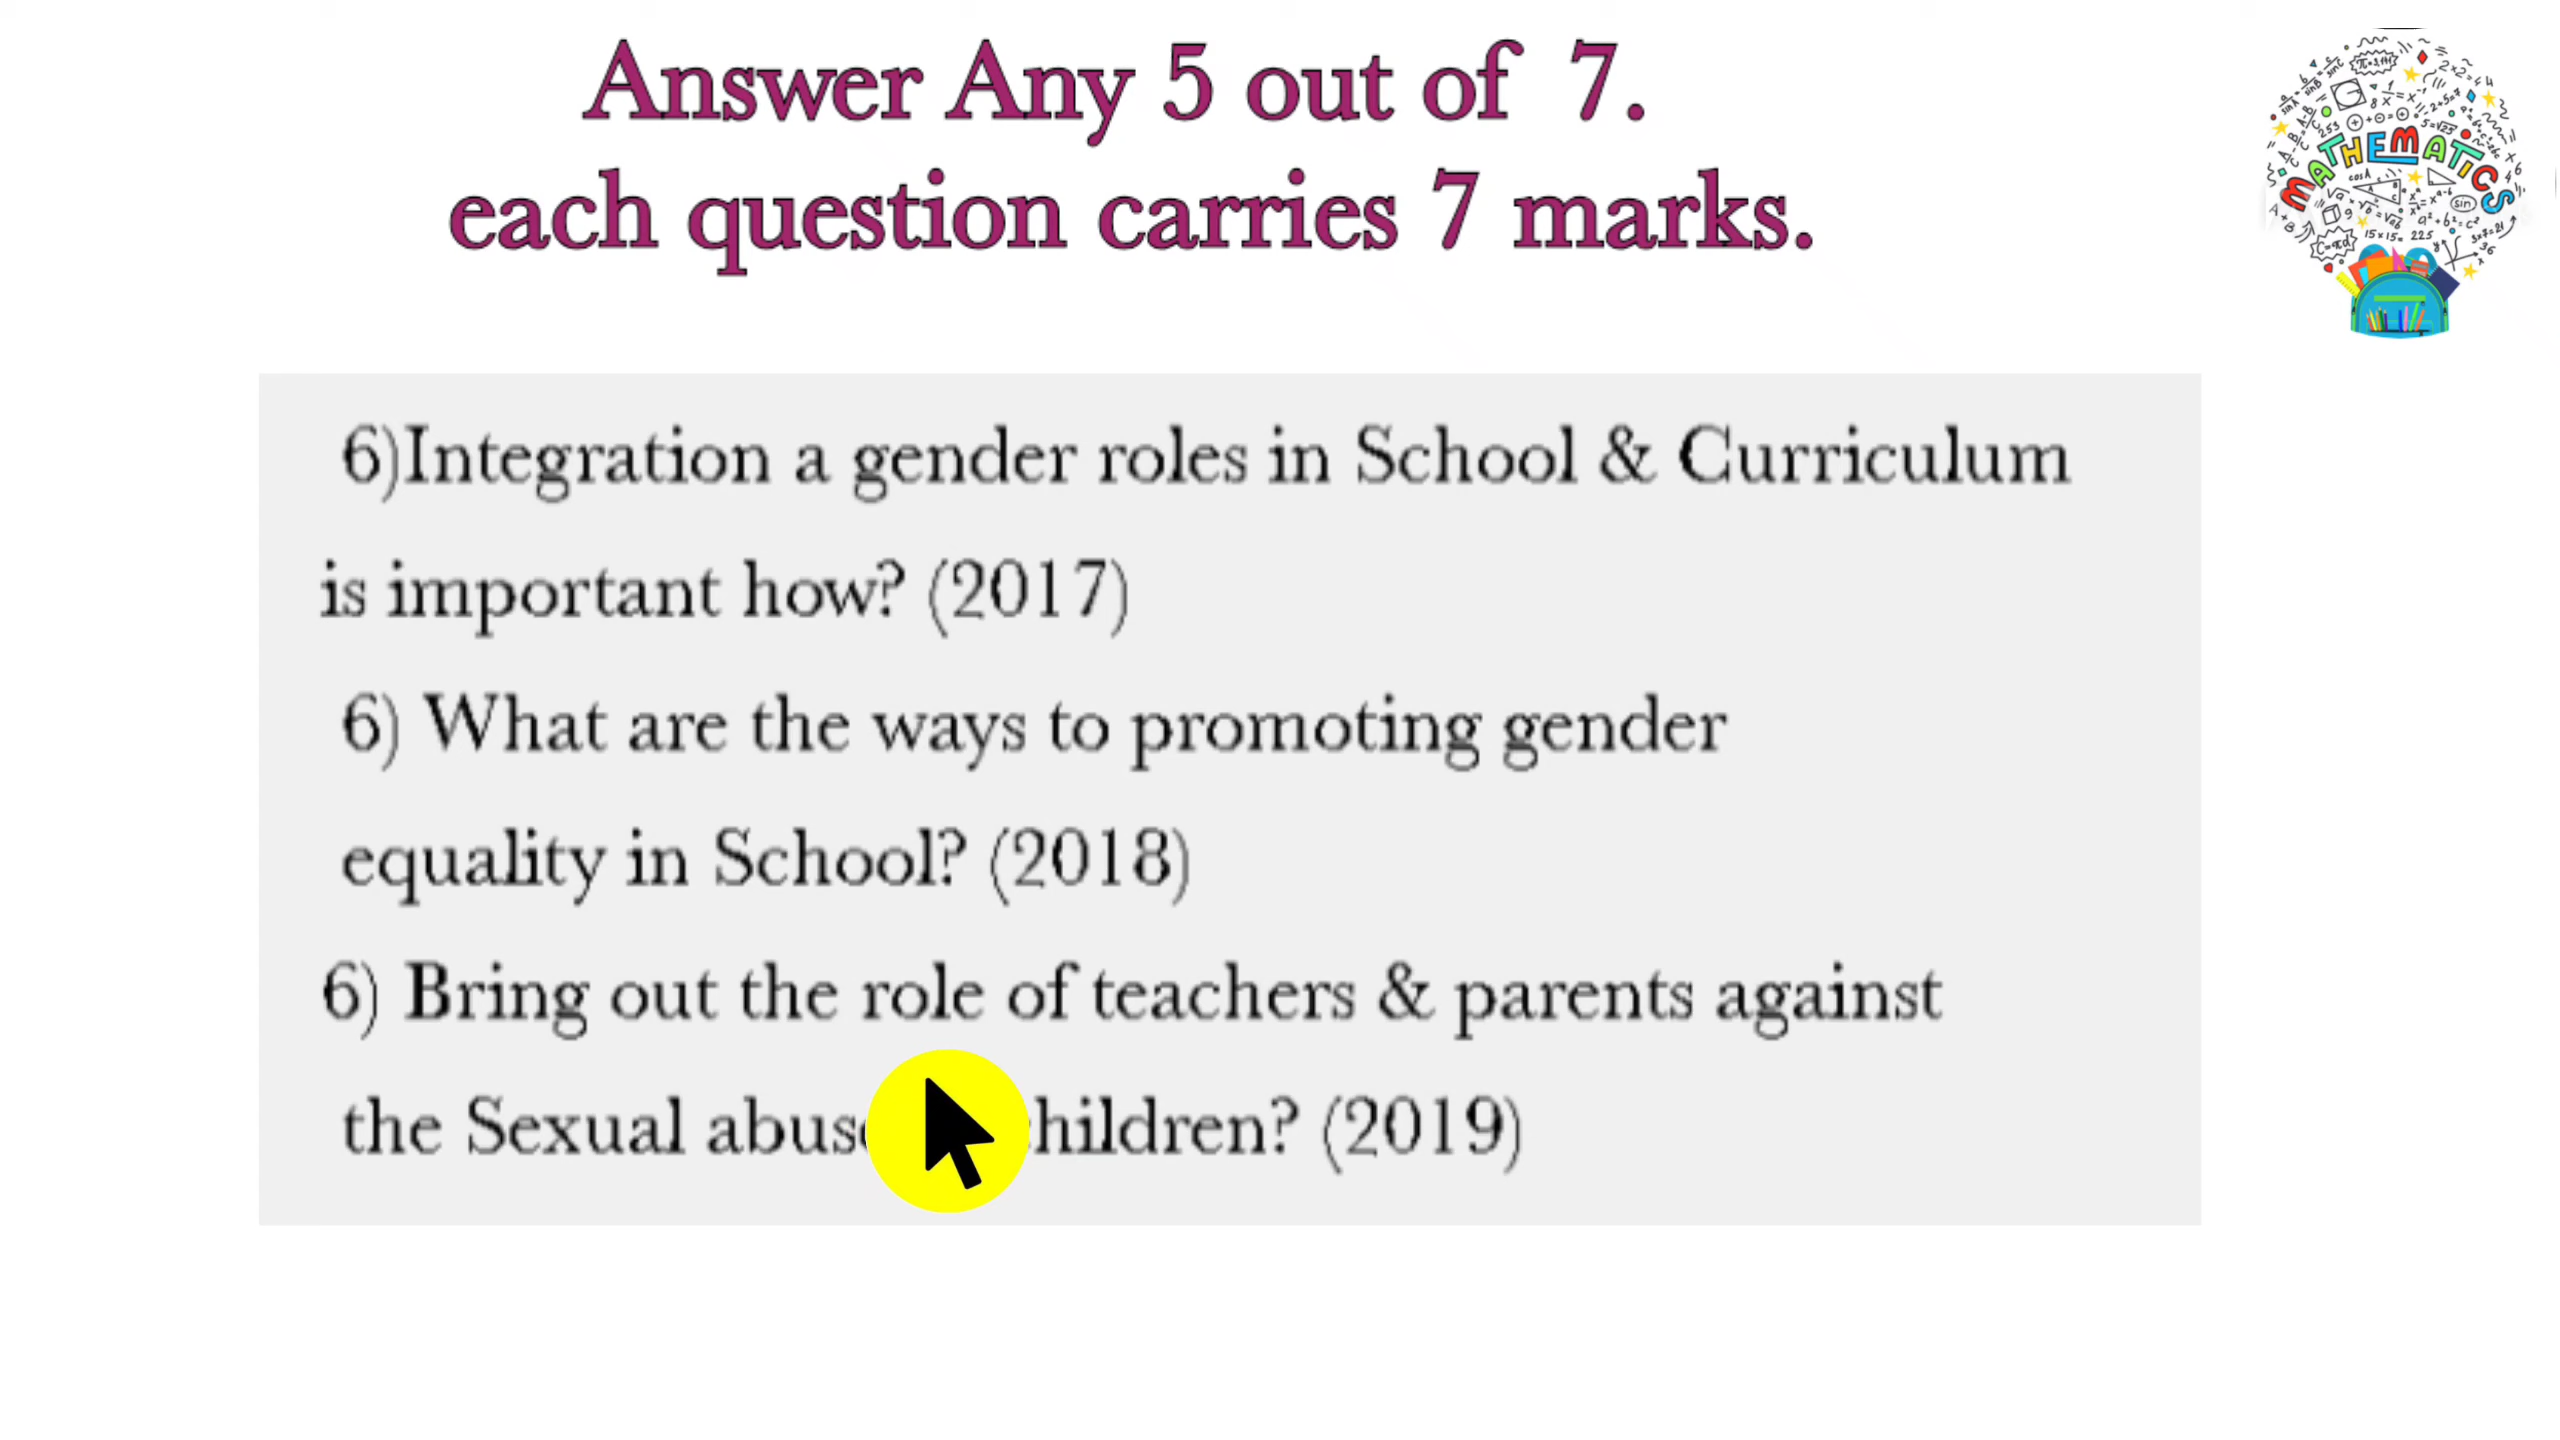 Answer Any 5 out of 7.
each question carries 7 marks.
MATHEMATICS
6)Integration a gender roles in School & Curriculum
is important how? (2017)
6) What are the ways to promoting gender
equality in School? (2018)
6) Bring out the role of teachers & parents against
the Sexual (2019)